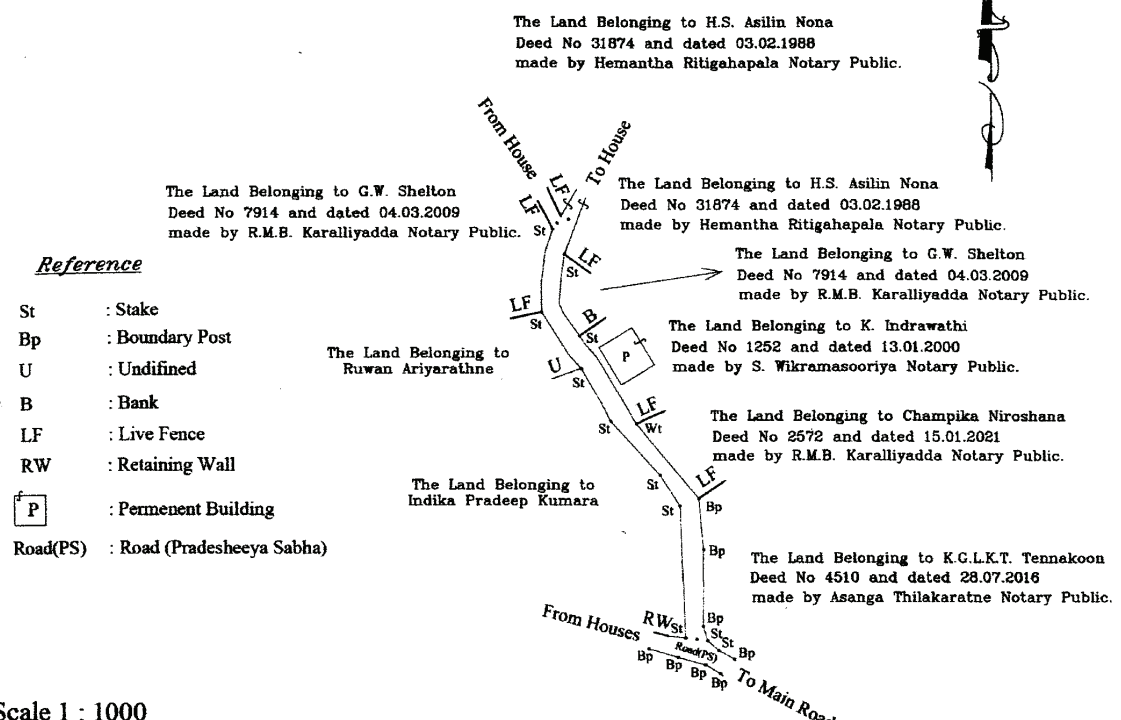 The Land Belonging to H.S. Asilin Nona
Deed No 31874 and dated 03.02.1988
made by Hemantha Ritigahapala Notary Public.
From House
To House
LF
LF
St
The Land Belonging to G.W. Shelton
Deed No 7914 and dated 04.03.2009
made by R.M.B. Karalliyadda Notary Public.
The Land Belonging to H.S. Asilin Nona
Deed No 31874 and dated 03.02.1988
made by Hemantha Ritigahapala Notary Public.
LF
St
The Land Belonging to G.W. Shelton
Deed No 7914 and dated 04.03.2009
made by R.M.B. Karalliyadda Notary Public.
Reference
St : Stake
Bp : Boundary Post
U : Undifined
B : Bank
LF : Live Fence
RW : Retaining Wall
P : Permenent Building
Road(PS) : Road (Pradesheeya Sabha)
LF
St
B
St
P
The Land Belonging to K. Indrawathi
Deed No 1252 and dated 13.01.2000
made by S. Wikramasooriya Notary Public.
The Land Belonging to
Ruwan Ariyarathne
U
St
LF
Wt
St
The Land Belonging to Champika Niroshana
Deed No 2572 and dated 15.01.2021
made by R.M.B. Karalliyadda Notary Public.
The Land Belonging to
Indika Pradeep Kumara
St
St
LF
Bp
Bp
The Land Belonging to K.G.L.K.T. Tennakoon
Deed No 4510 and dated 28.07.2016
made by Asanga Thilakaratne Notary Public.
From Houses
RW
St
Bp
St
St
Bp
Road(PS)
Bp
Bp
Bp
Bp
To Main Road
Scale 1 : 1000